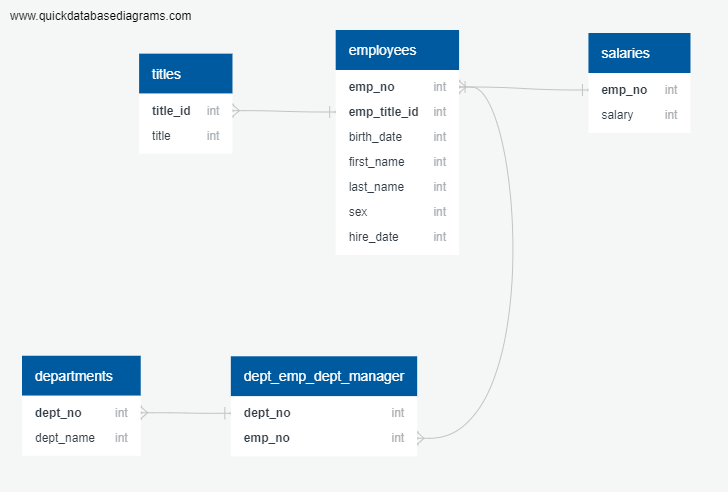 www.quickdatabasediagrams.com
titles
title_id int
title int
employees
emp_no int
emp_title_id int
birth_date int
first_name int
last_name int
sex int
hire_date int
salaries
emp_no int
salary int
departments
dept_no int
dept_name int
dept_emp_dept_manager
dept_no int
emp_no int